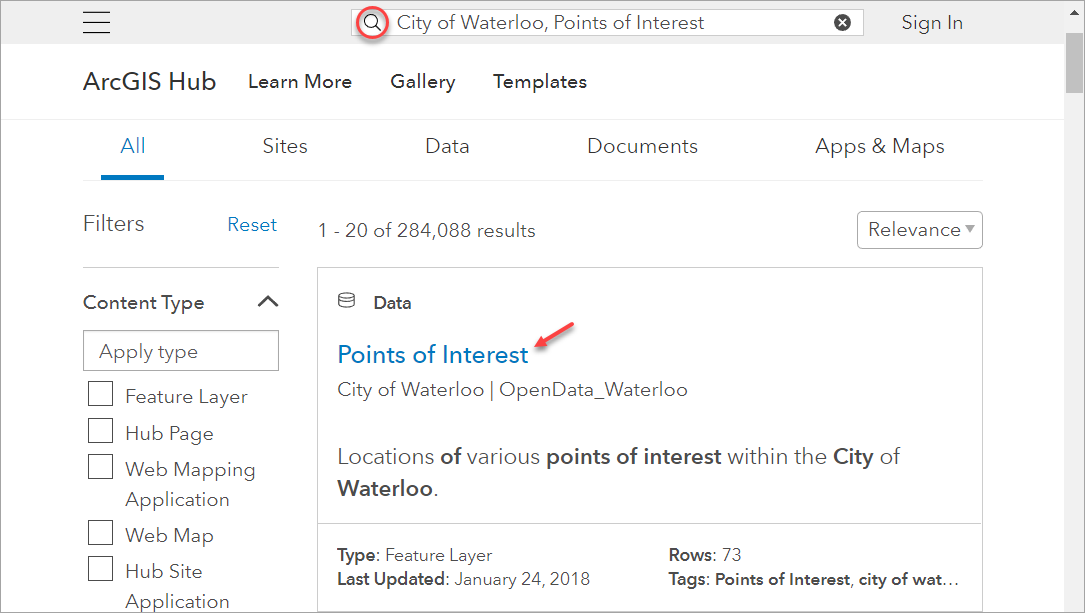 City of Waterloo, Points of Interest
Sign In
ArcGIS Hub
Learn More
Gallery
Templates
All
Sites
Data
Documents
Apps & Maps
Filters
Reset
1 - 20 of 284,088 results
Relevance
Content Type
Apply type
Feature Layer
Hub Page
Web Mapping
Application
Web Map
Hub Site
Application
Data
Points of Interest
City of Waterloo | OpenData_Waterloo
Locations of various points of interest within the City of
Waterloo.
Type: Feature Layer
Last Updated: January 24, 2018
Rows: 73
Tags: Points of Interest, city of wat...